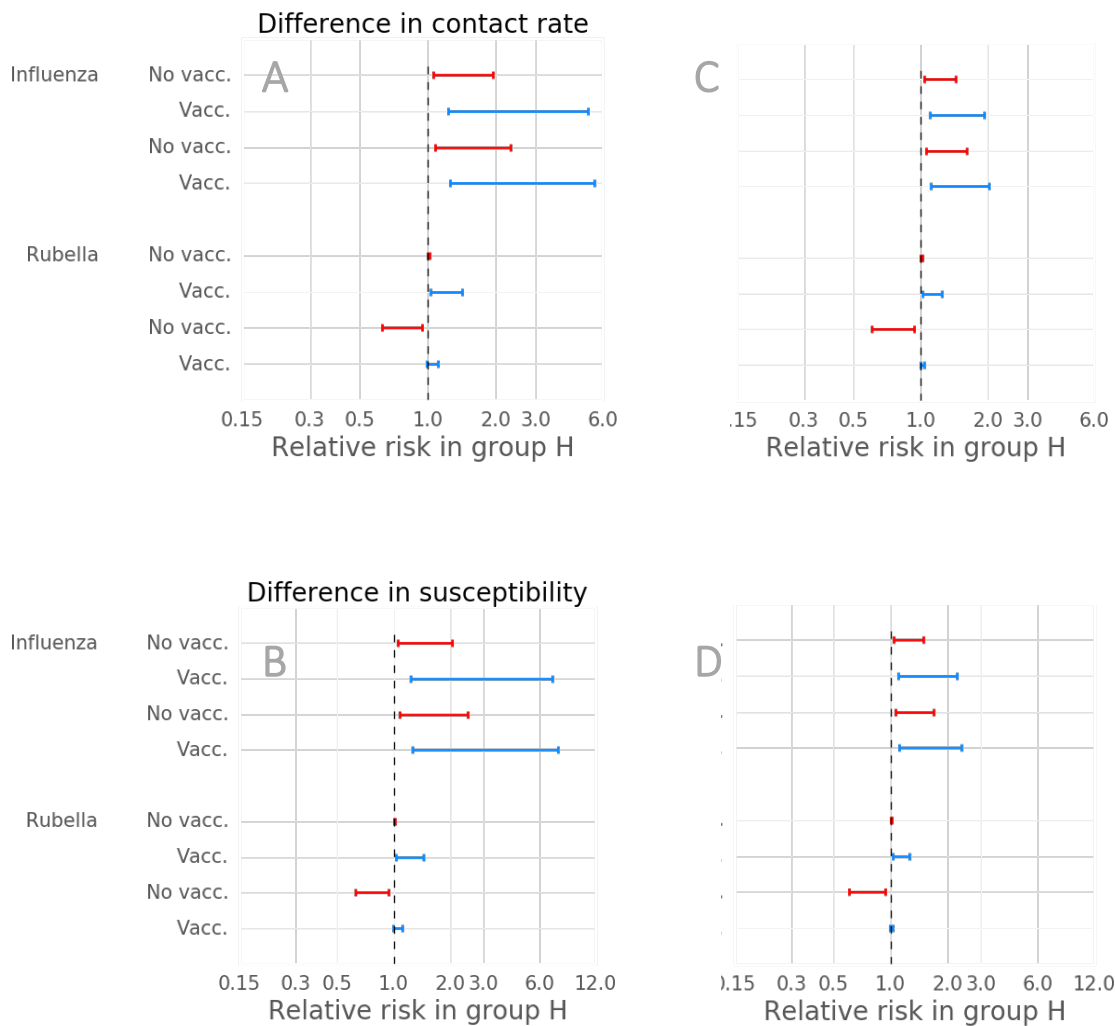 Difference in contact rate
A
C
Influenza No vacc.
Vacc.
No vacc.
Vacc.
Rubella No vacc.
Vacc.
No vacc.
Vacc.
0.15 0.3 0.5 1.0 2.0 3.0 6.0
.15 0.3 0.5 1.0 2.0 3.0 6.0
Relative risk in group H
Relative risk in group H
Difference in susceptibility
B
D
Influenza No vacc.
Vacc.
No vacc.
Vacc.
Rubella No vacc.
Vacc.
No vacc.
Vacc.
0.15 0.3 0.5 1.0 2.0 3.0 6.0 12.0
0.15 0.3 0.5 1.0 2.0 3.0 6.0 12.0
Relative risk in group H
Relative risk in group H